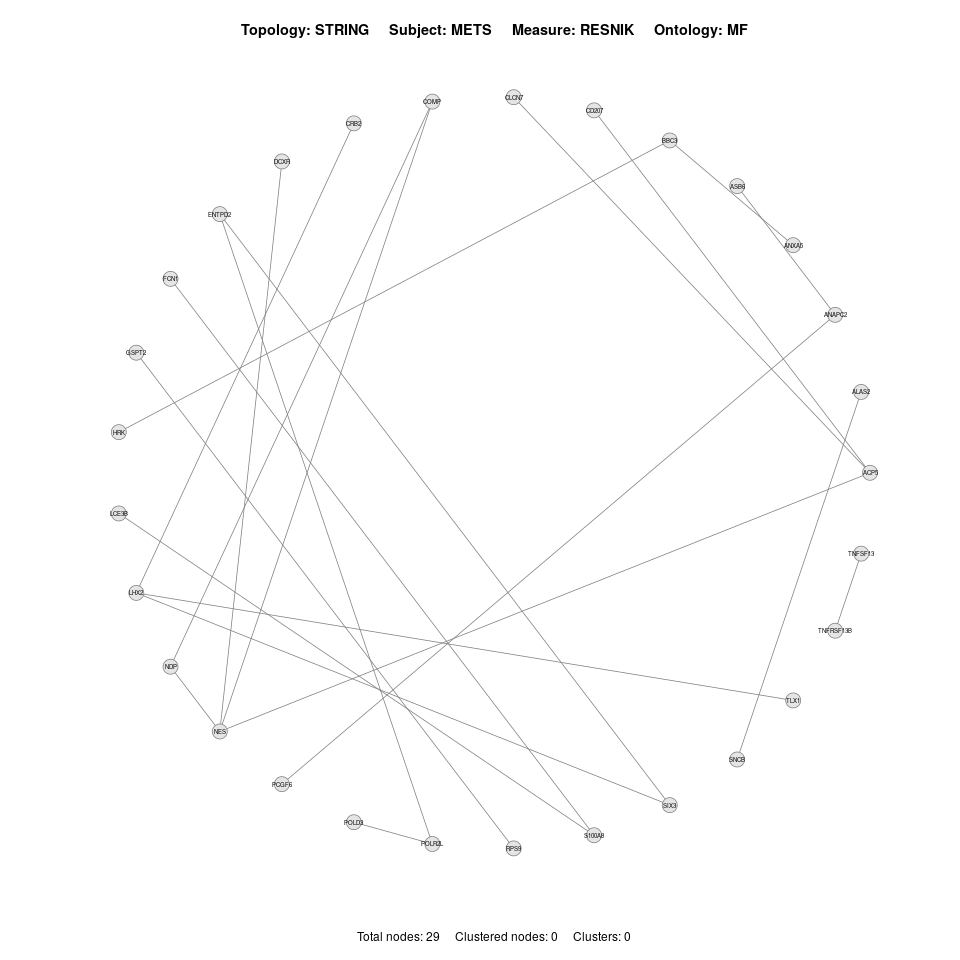 Topology: STRING Subject: METS Measure: RESNIK Ontology: MF
CLCN7
COMP
CD207
CRB2
BBC3
DCXR
ASB6
ENTPD2
ANXA5
FCN1
ANAPC2
GSPT2
ALAS2
HRK
ACP5
LCE3B
TNFSF13
LHX2
TNFRSF13B
NDP
TLX1
NES
SNCB
PCGF6
SIX3
POLD3
S100A8
POLR2L
RPS9
Total nodes: 29 Clustered nodes: 0 Clusters: 0